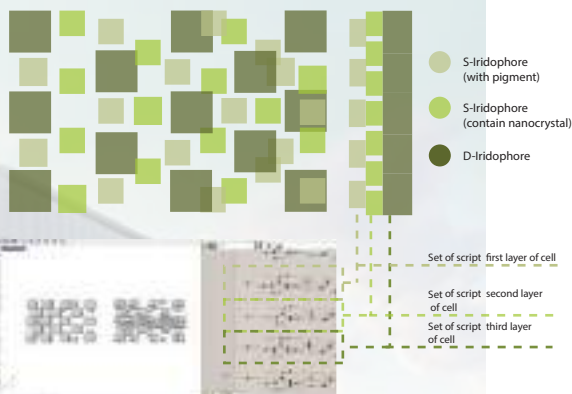 S-Iridophore
(with pigment)
S-Iridophore
(contain nanocrystal)
D-Iridophore
Set of script first layer of cell
Set of script second layer
of cell
Set of script third layer
of cell